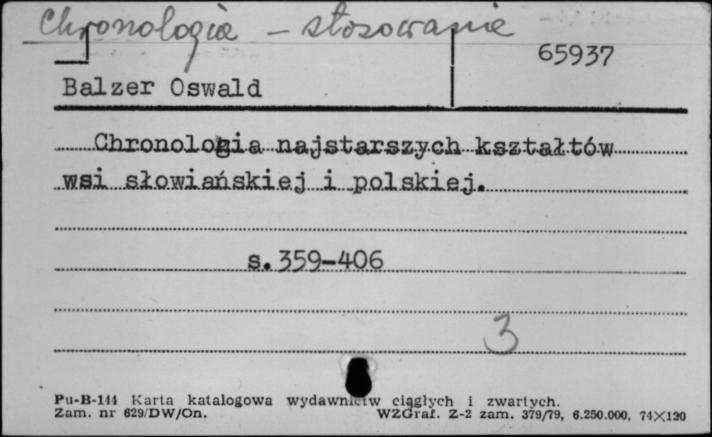 Chronologia - stosowanie
65937
Balzer Oswald
Chronologia najstarszych kształtów
wsi słowiańskiej i polskiej.
s. 359-406
3
Pu-B-144 Karta katalogowa wydawnictw ciągłych i zwartych.
Zam. nr 629/DW/On. WZGraf. Z-2 zam. 379/79, 6.250.000, 74×120